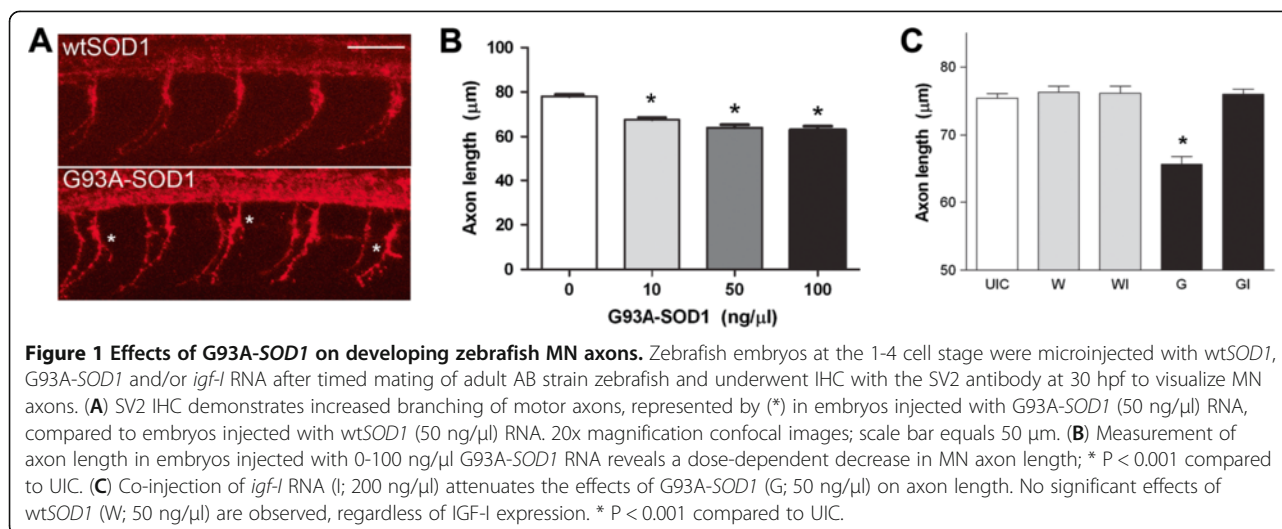 A
wtSOD1
G93A-SOD1
*
*
*
B
Axon length (μm)
100
80
60
40
20
0
*
*
*
0 10 50 100
G93A-SOD1 (ng/μl)
C
Axon length (μm)
80
70
60
50
*
UIC W WI G GI
Figure 1 Effects of G93A-SOD1 on developing zebrafish MN axons. Zebrafish embryos at the 1-4 cell stage were microinjected with wtSOD1,
G93A-SOD1 and/or igf-I RNA after timed mating of adult AB strain zebrafish and underwent IHC with the SV2 antibody at 30 hpf to visualize MN
axons. (A) SV2 IHC demonstrates increased branching of motor axons, represented by (*) in embryos injected with G93A-SOD1 (50 ng/μl) RNA,
compared to embryos injected with wtSOD1 (50 ng/μl) RNA. 20x magnification confocal images; scale bar equals 50 μm. (B) Measurement of
axon length in embryos injected with 0-100 ng/μl G93A-SOD1 RNA reveals a dose-dependent decrease in MN axon length; * P < 0.001 compared
to UIC. (C) Co-injection of igf-I RNA (I; 200 ng/μl) attenuates the effects of G93A-SOD1 (G; 50 ng/μl) on axon length. No significant effects of
wtSOD1 (W; 50 ng/μl) are observed, regardless of IGF-I expression. * P < 0.001 compared to UIC.